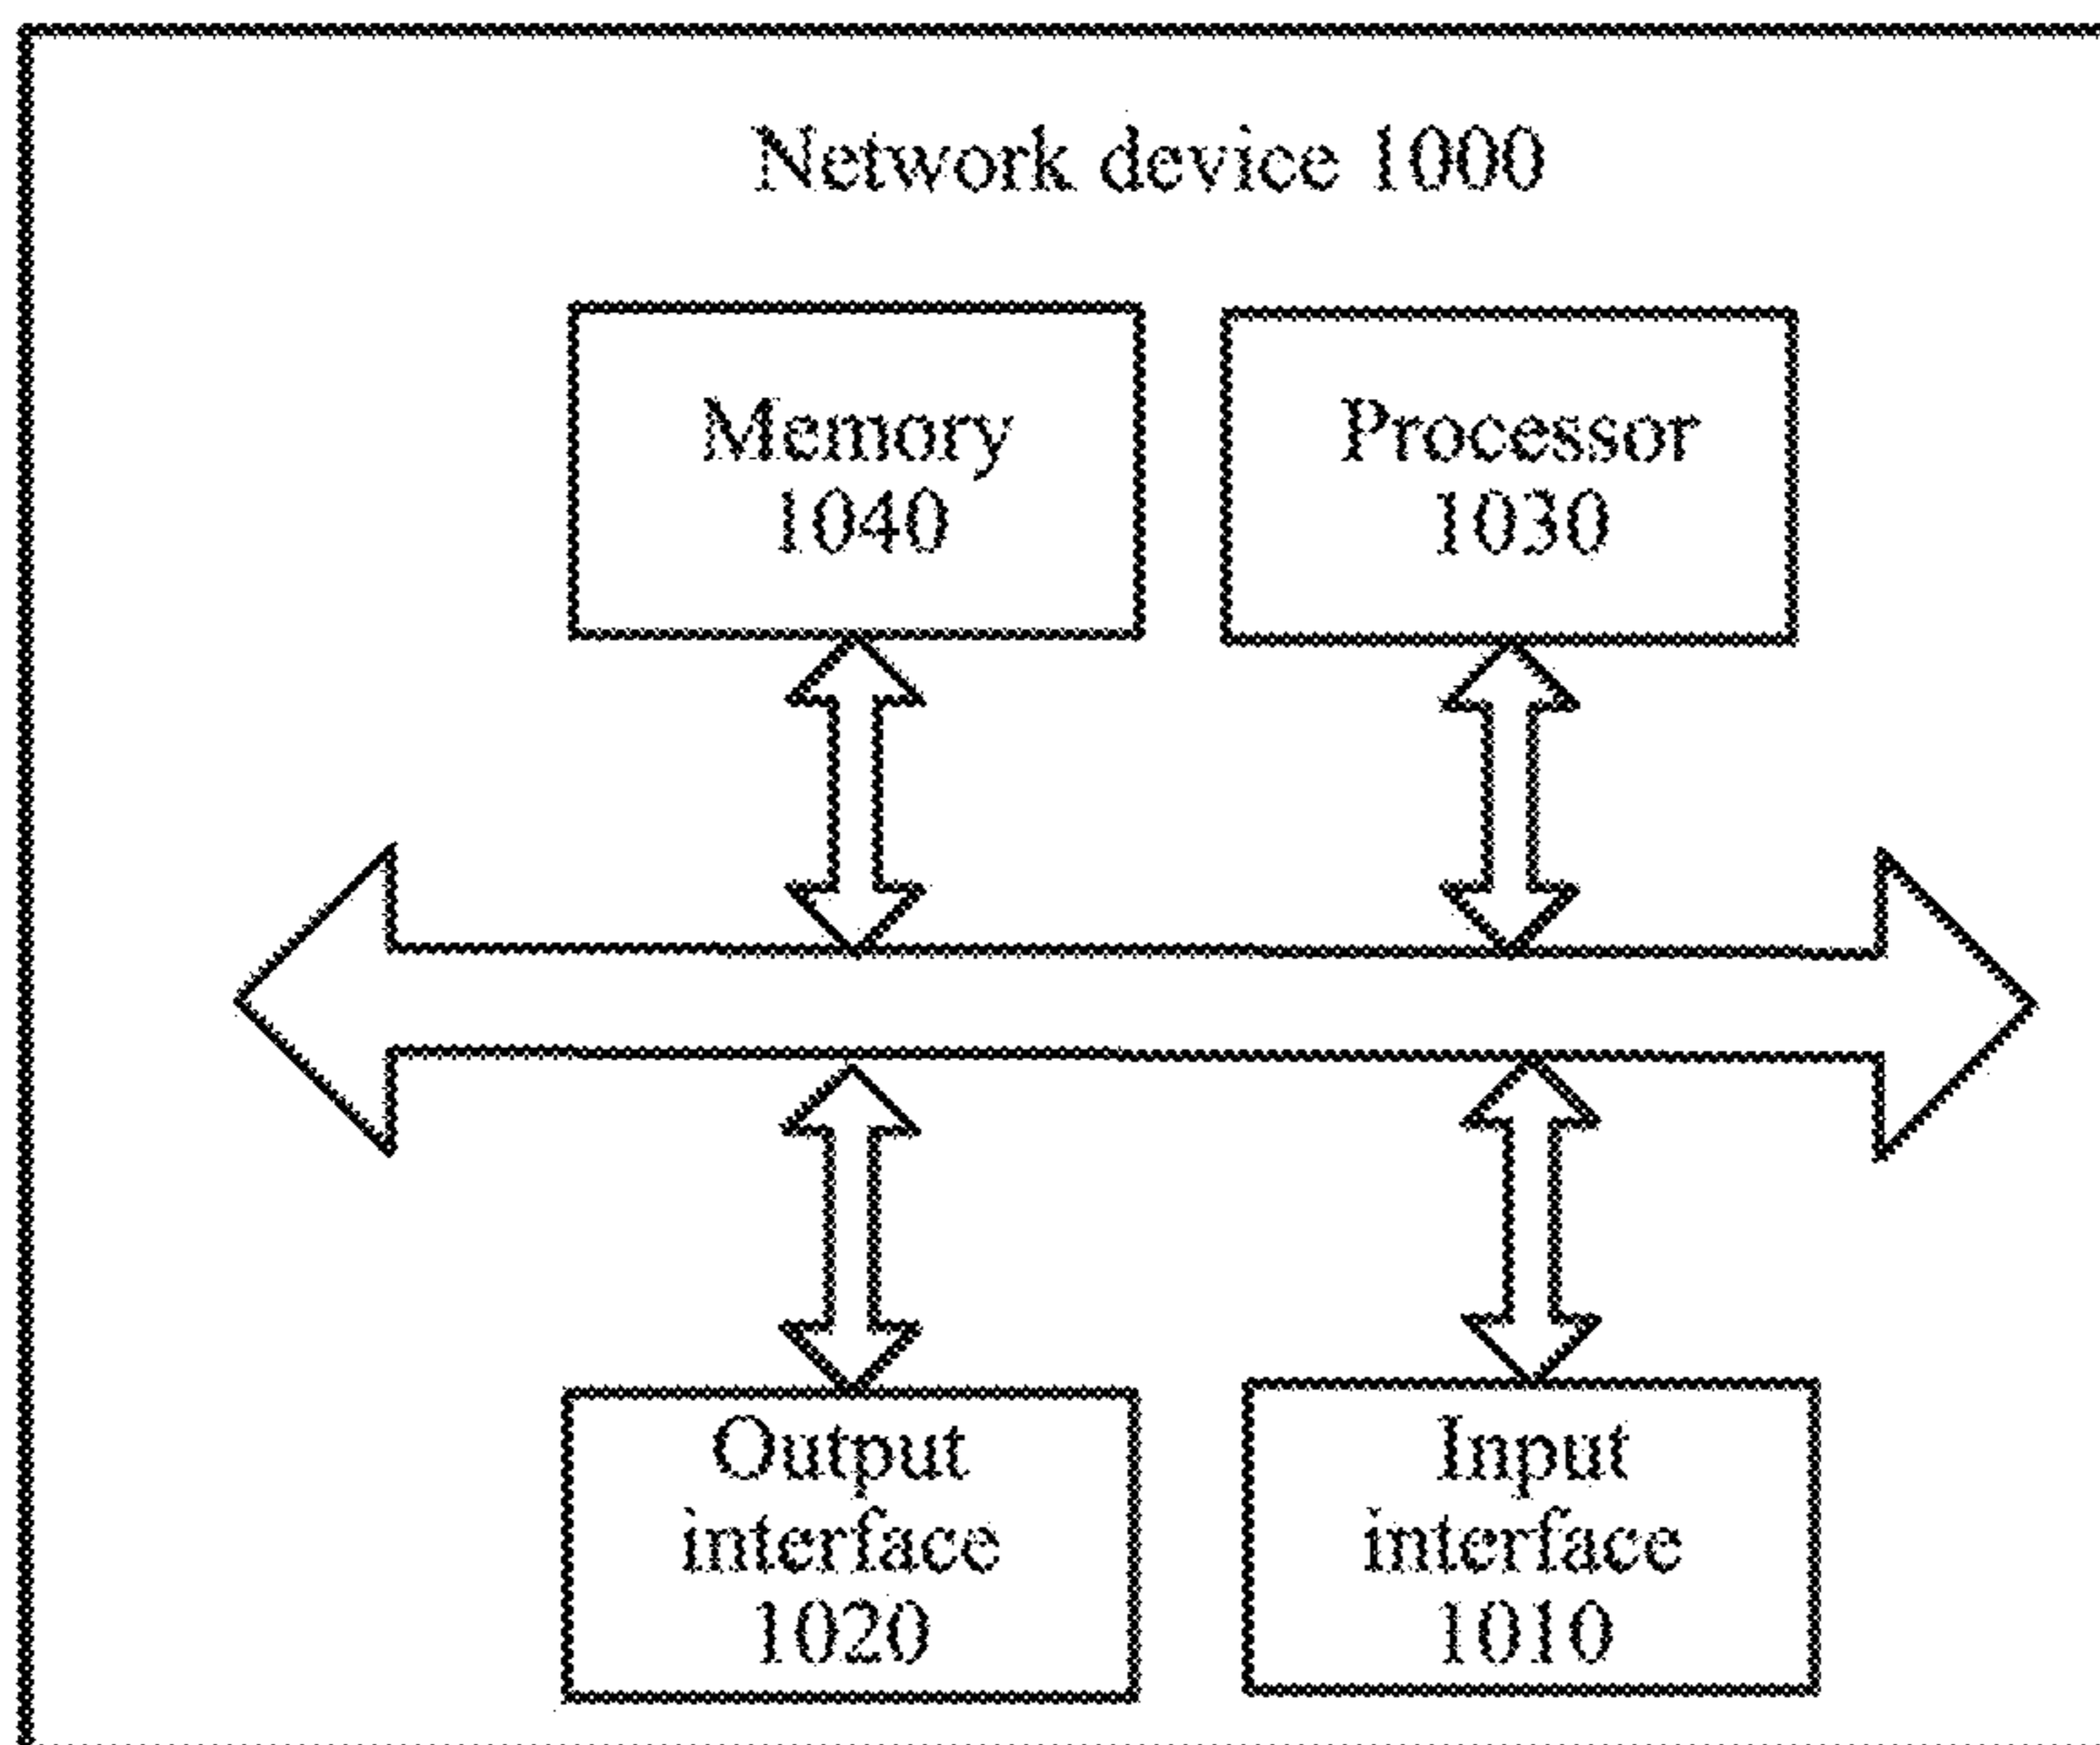 Network device 1000
Memory
1040
Processor
1030
Output
interface
1020
Input
interface
1010